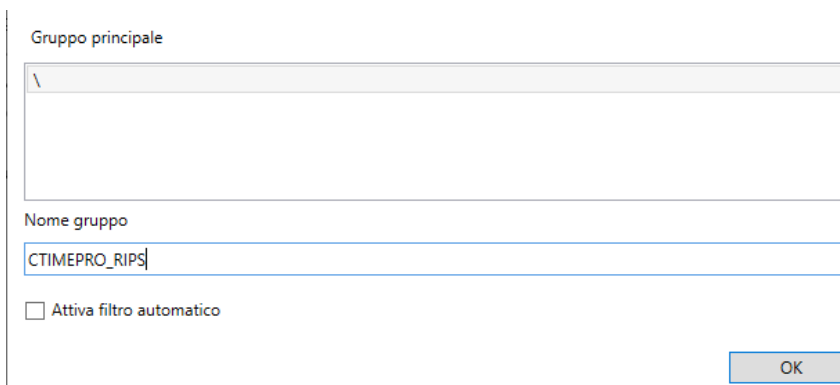 Gruppo principale
\
Nome gruppo
CTIMEPRO_RIPS
Attiva filtro automatico
OK